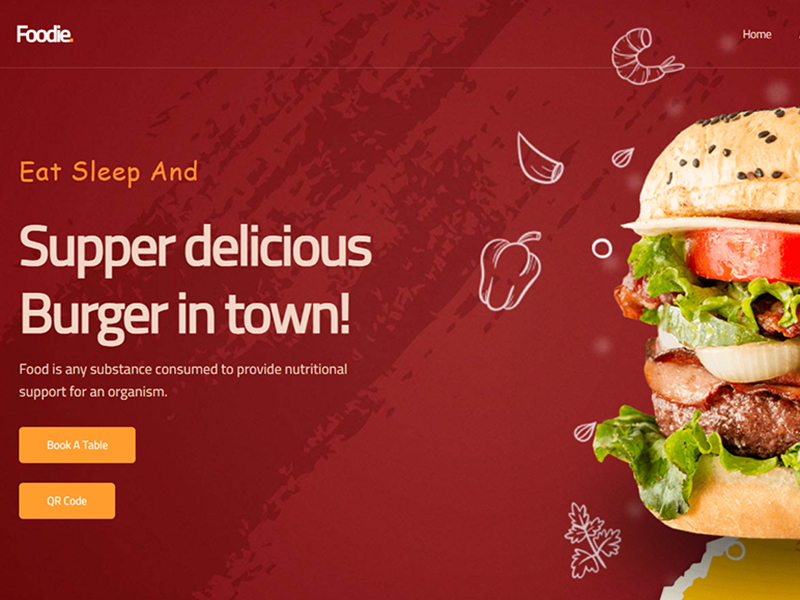 Foodie.
Home
Eat Sleep And
Supper delicious
Burger in town!
Food is any substance consumed to provide nutritional
support for an organism.
Book A Table
QR Code